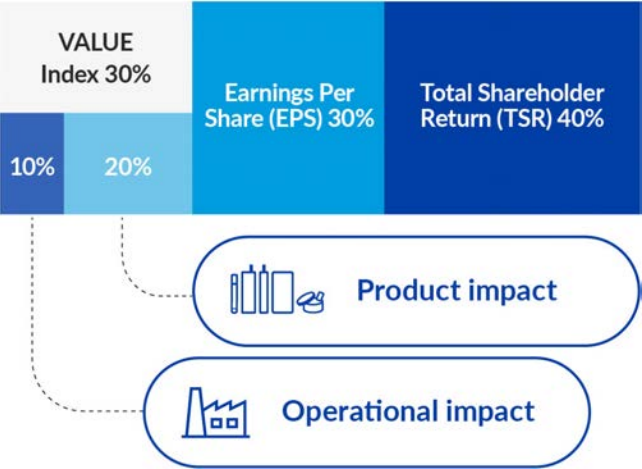 VALUE
Index 30%
Earnings Per
Share (EPS) 30%
Total Shareholder
Return (TSR) 40%
10%
20%
Product impact
Operational impact